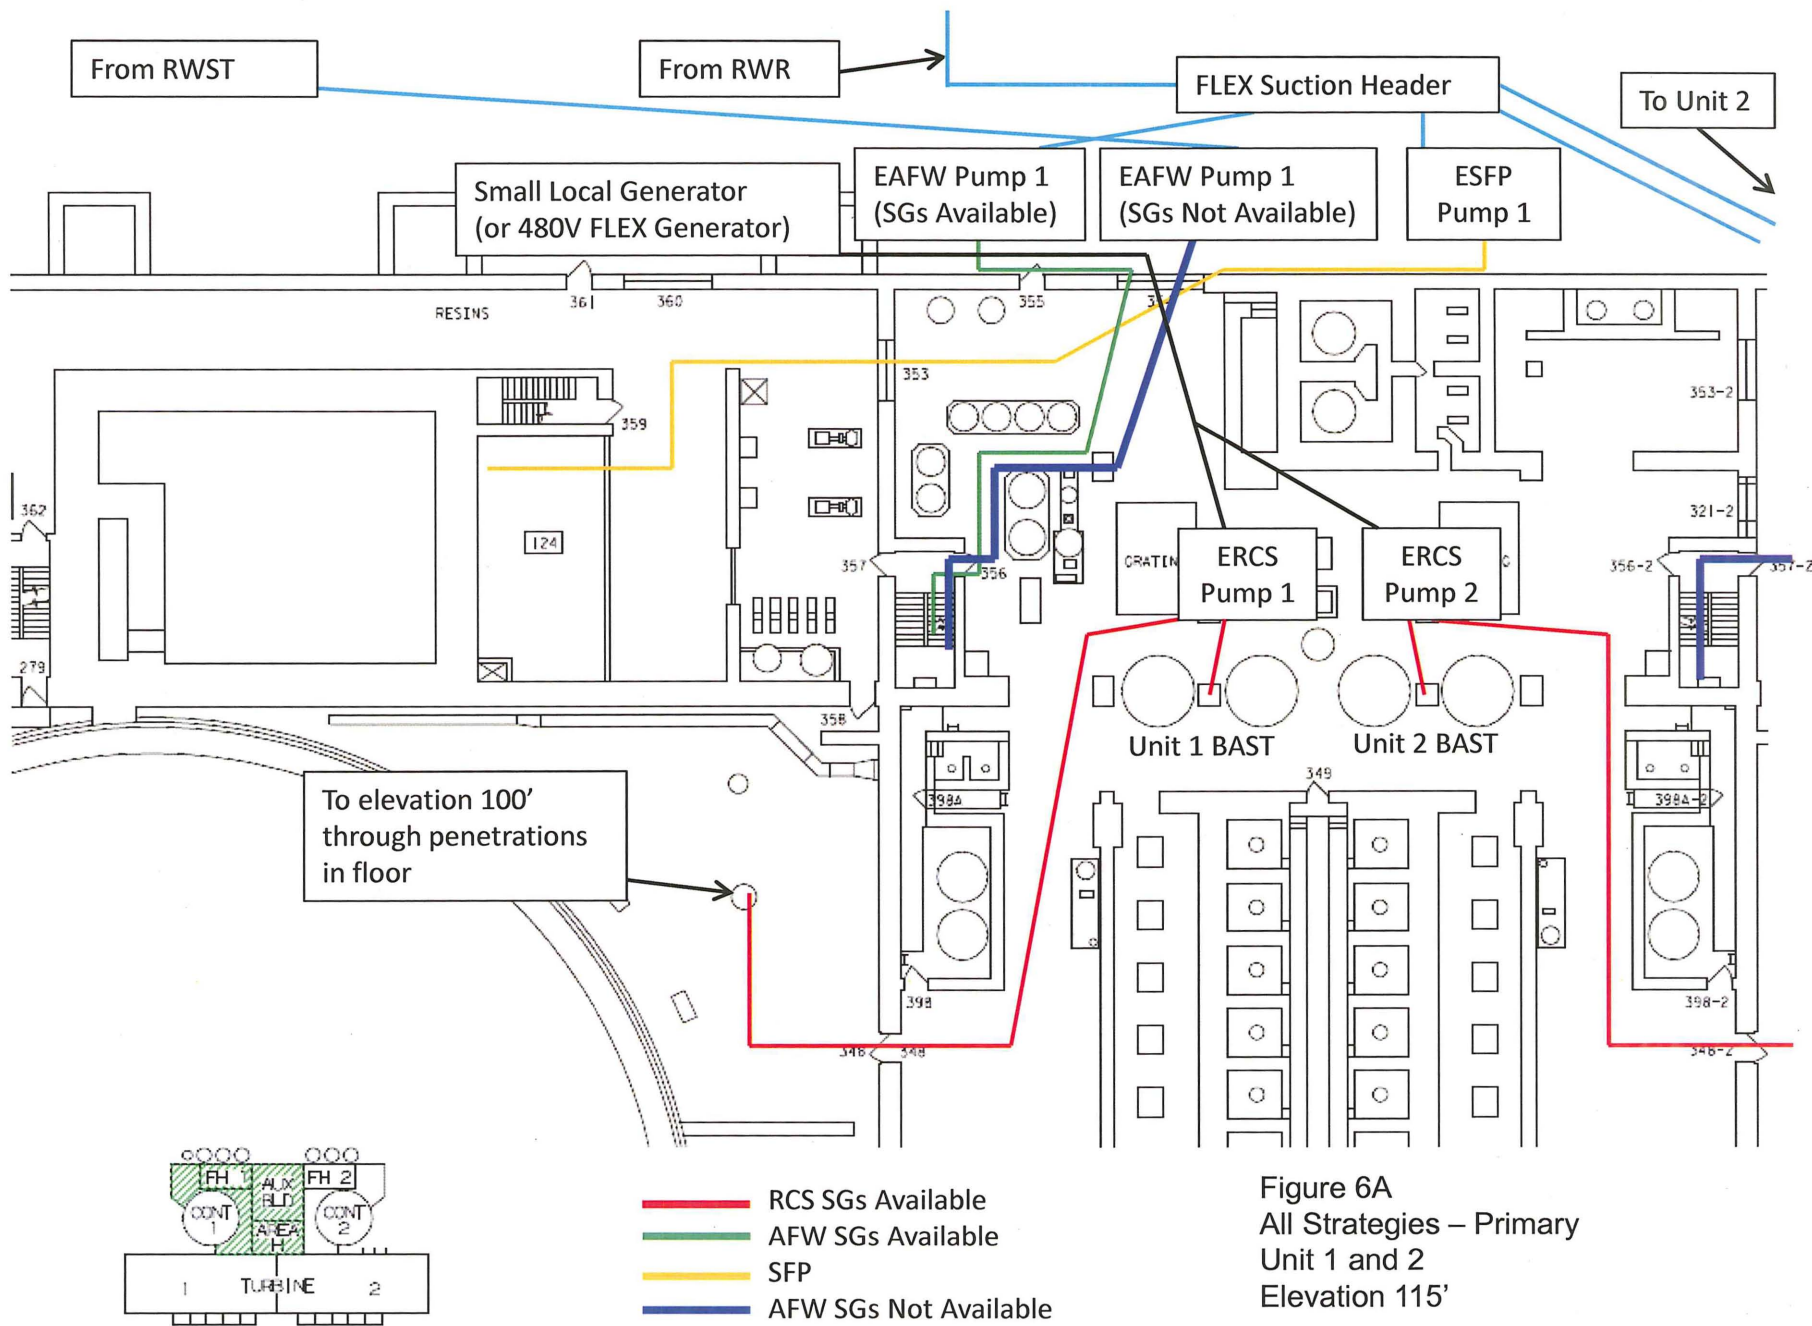 From RWST
From RWR
FLEX Suction Header
To Unit 2
Small Local Generator
(or 480V FLEX Generator)
EAFW Pump 1
(SGs Available)
EAFW Pump 1
(SGs Not Available)
ESFP
Pump 1
361
360
355
RESINS
353
353-2
359
362
321-2
124
357
356
GRATIN
G
ERCS
Pump 1
ERCS
Pump 2
356-2
357-2
279
358
Unit 1 BAST
Unit 2 BAST
349
398A
398A-2
To elevation 100’
through penetrations
in floor
398
398-2
348
348-2
FH
AUX
BLD
FH 2
CONT
1
CONT
2
AREA
H
1
TURBINE
2
RCS SGs Available
AFW SGs Available
SFP
AFW SGs Not Available
Figure 6A
All Strategies – Primary
Unit 1 and 2
Elevation 115’